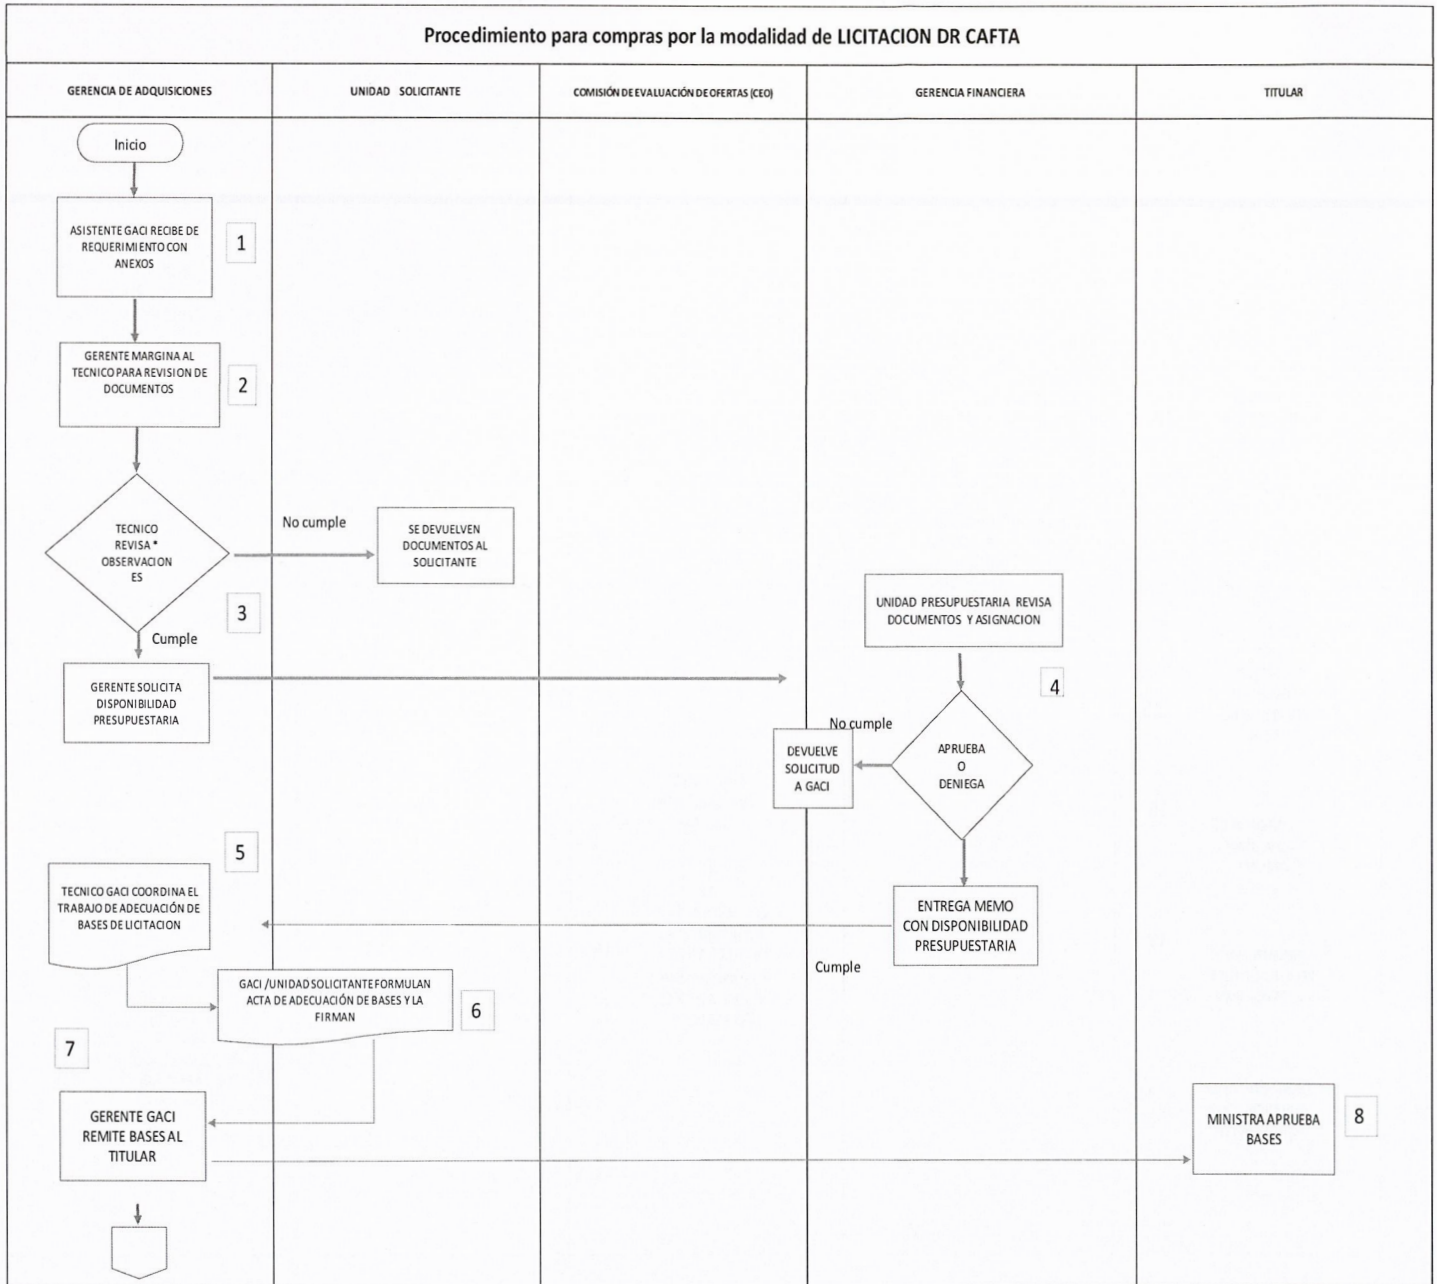 Procedimiento para compras por la modalidad de LICITACION DR CAFTA
GERENCIA DE ADQUISICIONES
UNIDAD SOLICITANTE
COMISIÓN DE EVALUACIÓN DE OFERTAS (CEO)
GERENCIA FINANCIERA
TITULAR
Inicio
ASISTENTE GACI RECIBE DE
REQUERIMIENTO CON
ANEXOS
1
GERENTE MARGINA AL
TECNICO PARA REVISION DE
DOCUMENTOS
2
TECNICO
REVISA *
OBSERVACION
ES
No cumple
SE DEVUELVEN
DOCUMENTOS AL
SOLICITANTE
3
Cumple
GERENTE SOLICITA
DISPONIBILIDAD
PRESUPUESTARIA
UNIDAD PRESUPUESTARIA REVISA
DOCUMENTOS Y ASIGNACION
4
No cumple
APRUEBA
O
DENIEGA
DEVUELVE
SOLICITUD
A GACI
ENTREGA MEMO
CON DISPONIBILIDAD
PRESUPUESTARIA
Cumple
5
TECNICO GACI COORDINA EL
TRABAJO DE ADECUACIÓN DE
BASES DE LICITACION
GACI /UNIDAD SOLICITANTE FORMULAN
ACTA DE ADECUACIÓN DE BASES Y LA
FIRMAN
6
7
GERENTE GACI
REMITE BASES AL
TITULAR
MINISTRA APRUEBA
BASES
8